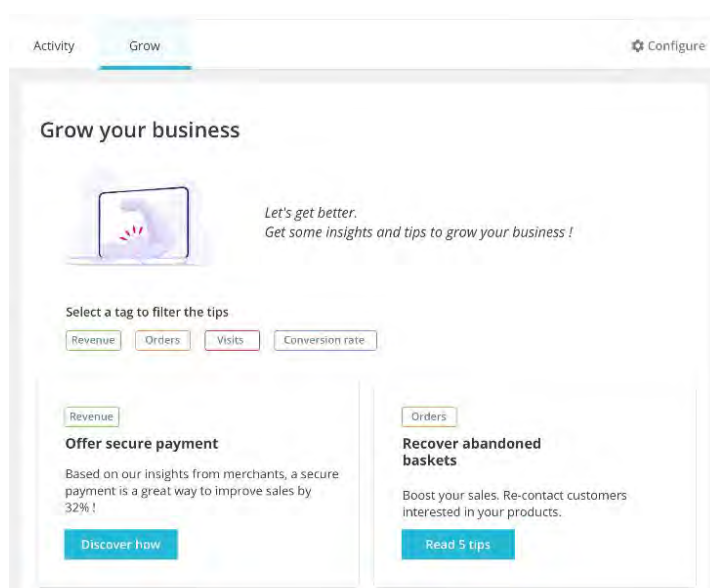 Activity
Grow
Configure
Grow your business
Let's get better.
Get some insights and tips to grow your business !
Select a tag to filter the tips
Revenue
Orders
Visits
Conversion rate
Revenue
Offer secure payment
Based on our insights from merchants, a secure
payment is a great way to improve sales by
32% !
Discover how
Orders
Recover abandoned
baskets
Boost your sales. Re-contact customers
interested in your products.
Read 5 tips